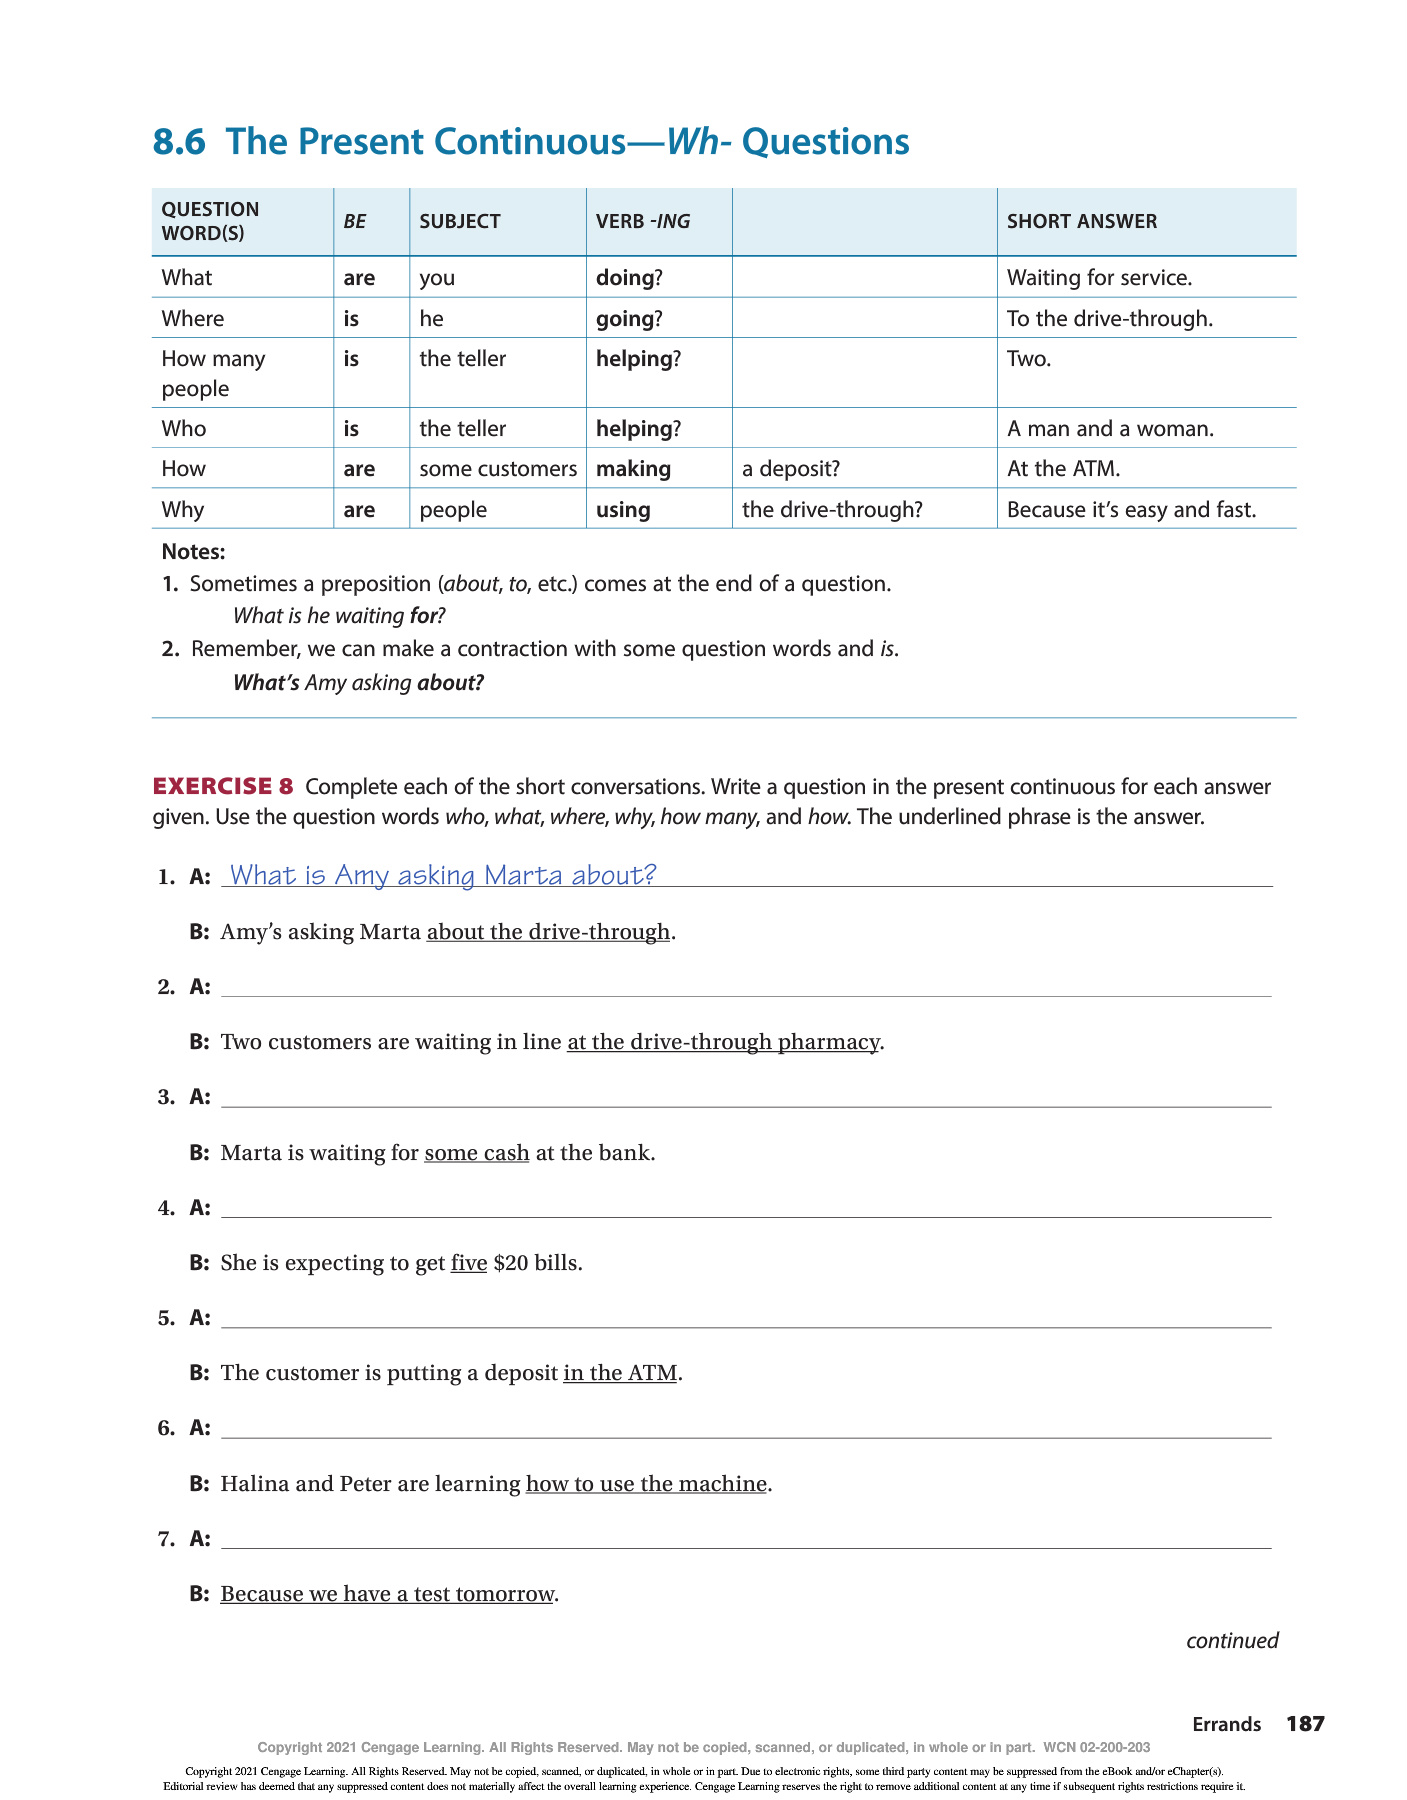 8.6 The Present Continuous—Wh- Questions
QUESTION WORD(S) BE SUBJECT VERB -ING SHORT ANSWER
What are you doing? Waiting for service.
Where is he going? To the drive-through.
How many people is the teller helping? Two.
Who is the teller helping? A man and a woman.
How are some customers making a deposit? At the ATM.
Why are people using the drive-through? Because it's easy and fast.
Notes:
1. Sometimes a preposition (about, to, etc.) comes at the end of a question.
What is he waiting for?
2. Remember, we can make a contraction with some question words and is.
What's Amy asking about?
EXERCISE 8 Complete each of the short conversations. Write a question in the present continuous for each answer
given. Use the question words who, what, where, why, how many, and how. The underlined phrase is the answer.
1. A: What is Amy asking Marta about?
B: Amy's asking Marta about the drive-through.
2. A:
B: Two customers are waiting in line at the drive-through pharmacy.
3. A:
B: Marta is waiting for some cash at the bank.
4. A:
B: She is expecting to get five $20 bills.
5. A:
B: The customer is putting a deposit in the ATM.
6. A:
B: Halina and Peter are learning how to use the machine.
7. A:
B: Because we have a test tomorrow.
continued
Errands 187
Copyright 2021 Cengage Learning. All Rights Reserved. May not be copied, scanned, or duplicated, in whole or in part. WCN 02-200-203
Copyright 2021 Cengage Learning. All Rights Reserved. May not be copied, scanned, or duplicated, in whole or in part. Due to electronic rights, some third party content may be suppressed from the eBook and/or eChapter(s).
Editorial review has deemed that any suppressed content does not materially affect the overall learning experience. Cengage Learning reserves the right to remove additional content at any time if subsequent rights restrictions require it.